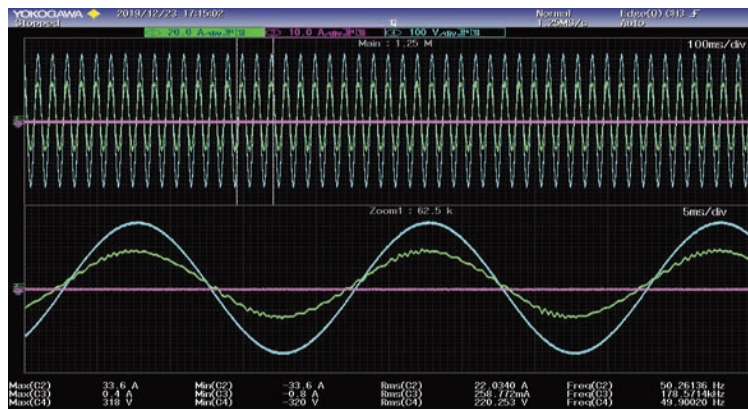 YOKOGAWA 2019/12/23 17:15:02 Normal Edge(Q) CH3
Stopped 1.25MS/s Auto
20.0 A/div 10.0 A/div 100 V/div
Main : 1.25 M 100ms/div
Zoom1 : 62.5 k 5ms/div
Max(C2) 33.6 A Min(C2) -33.6 A Rms(C2) 22.0340 A Freq(C2) 50.26136 Hz
Max(C3) 0.4 A Min(C3) -0.8 A Rms(C3) 258.772mA Freq(C3) 178.5714kHz
Max(C4) 318 V Min(C4) -320 V Rms(C4) 220.253 V Freq(C4) 49.90020 Hz